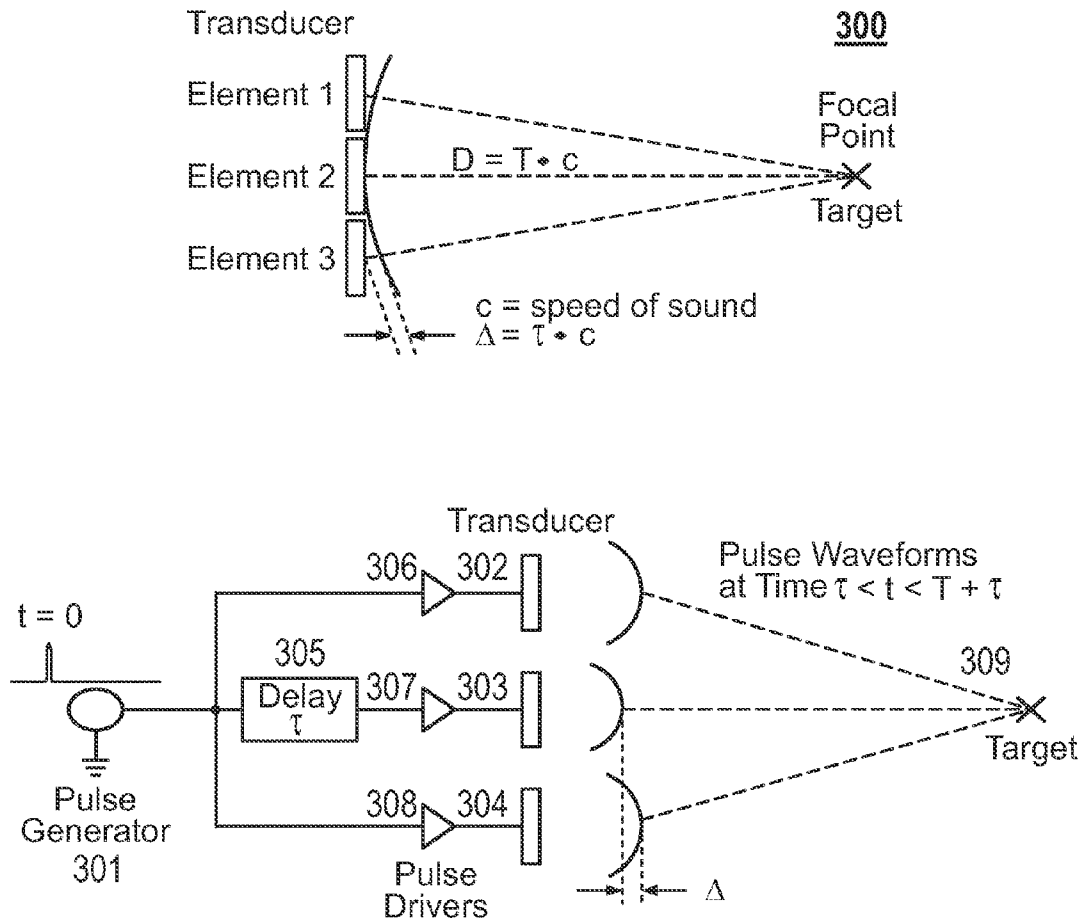 Transducer
300
Element 1
Focal
Point
D = T • c
Element 2
Target
Element 3
c = speed of sound
Δ = τ • c
Transducer
306
302
Pulse Waveforms
at Time τ < t < T + τ
t = 0
305
307
303
309
Delay
τ
Target
308
304
Pulse
Generator
301
Pulse
Drivers
Δ